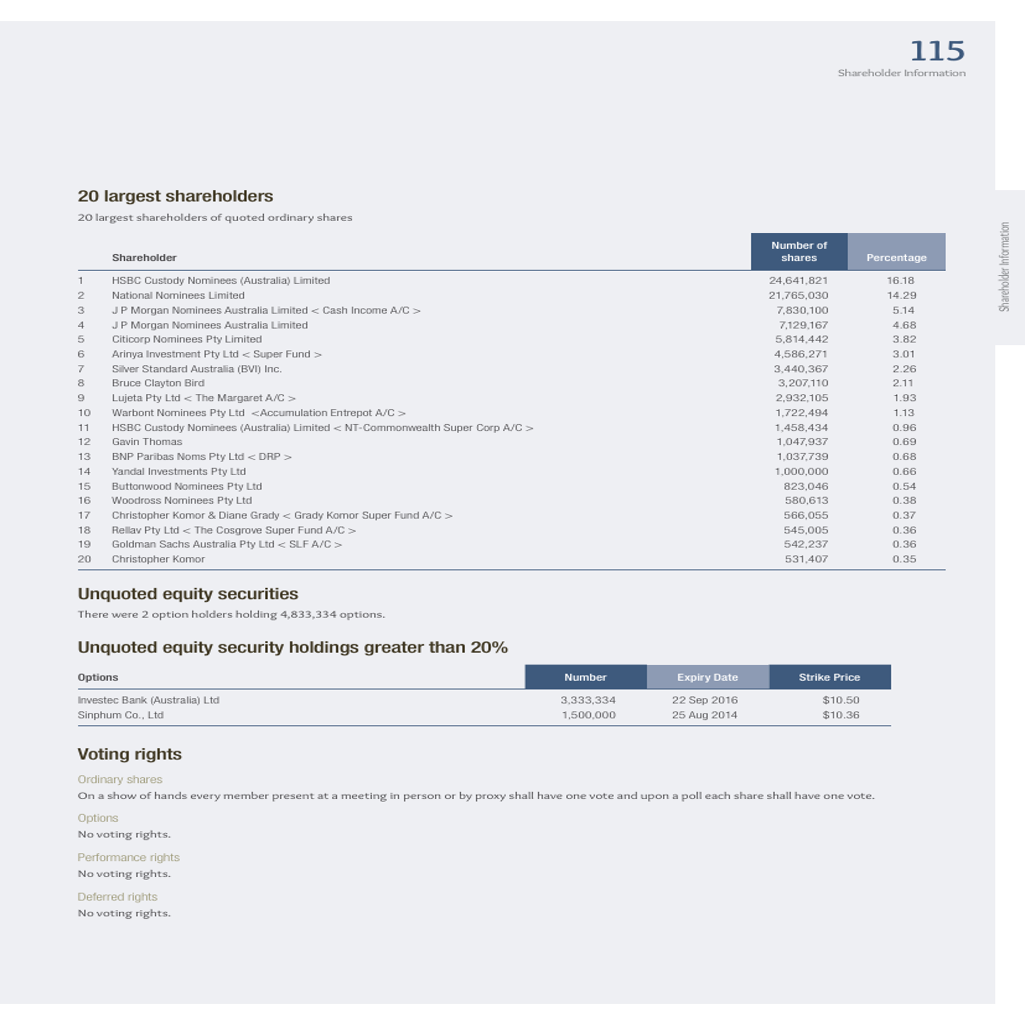 115
Shareholder Information
Shareholder Information
20 largest shareholders
20 largest shareholders of quoted ordinary shares
Shareholder Number of shares Percentage
1 HSBC Custody Nominees (Australia) Limited 24,641,821 16.18
2 National Nominees Limited 21,765,030 14.29
3 J P Morgan Nominees Australia Limited < Cash Income A/C > 7,830,100 5.14
4 J P Morgan Nominees Australia Limited 7,129,167 4.68
5 Citicorp Nominees Pty Limited 5,814,442 3.82
6 Arinya Investment Pty Ltd < Super Fund > 4,586,271 3.01
7 Silver Standard Australia (BVI) Inc. 3,440,367 2.26
8 Bruce Clayton Bird 3,207,110 2.11
9 Lujeta Pty Ltd < The Margaret A/C > 2,932,105 1.93
10 Warbont Nominees Pty Ltd <Accumulation Entrepot A/C > 1,722,494 1.13
11 HSBC Custody Nominees (Australia) Limited < NT-Commonwealth Super Corp A/C > 1,458,434 0.96
12 Gavin Thomas 1,047,937 0.69
13 BNP Paribas Noms Pty Ltd < DRP > 1,037,739 0.68
14 Yandal Investments Pty Ltd 1,000,000 0.66
15 Buttonwood Nominees Pty Ltd 823,046 0.54
16 Woodross Nominees Pty Ltd 580,613 0.38
17 Christopher Komor & Diane Grady < Grady Komor Super Fund A/C > 566,055 0.37
18 Rellav Pty Ltd < The Cosgrove Super Fund A/C > 545,005 0.36
19 Goldman Sachs Australia Pty Ltd < SLF A/C > 542,237 0.36
20 Christopher Komor 531,407 0.35
Unquoted equity securities
There were 2 option holders holding 4,833,334 options.
Unquoted equity security holdings greater than 20%
Options Number Expiry Date Strike Price
Investec Bank (Australia) Ltd 3,333,334 22 Sep 2016 $10.50
Sinphum Co., Ltd 1,500,000 25 Aug 2014 $10.36
Voting rights
Ordinary shares
On a show of hands every member present at a meeting in person or by proxy shall have one vote and upon a poll each share shall have one vote.
Options
No voting rights.
Performance rights
No voting rights.
Deferred rights
No voting rights.